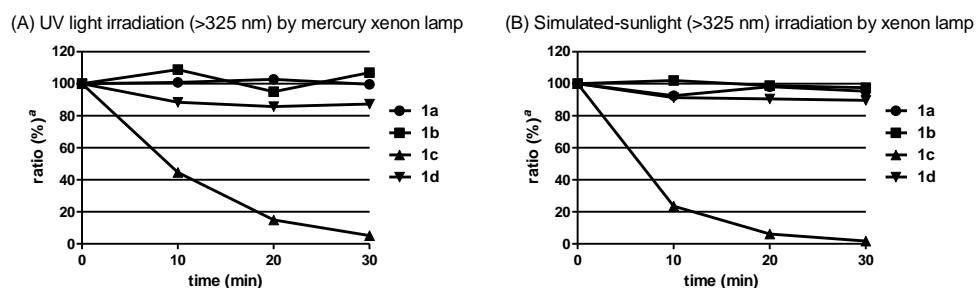 (A) UV light irradiation (>325 nm) by mercury xenon lamp
120
100
80
60
40
20
0
ratio (%)a
0 10 20 30
time (min)
1a
1b
1c
1d
(B) Simulated-sunlight (>325 nm) irradiation by xenon lamp
120
100
80
60
40
20
0
ratio (%)a
0 10 20 30
time (min)
1a
1b
1c
1d